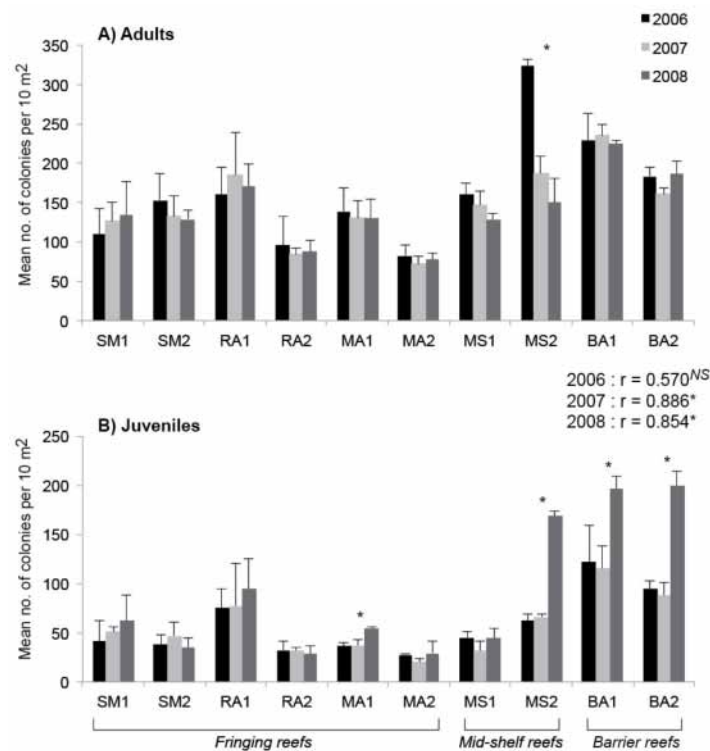 A) Adults
2006
2007
2008
Mean no. of colonies per 10 m2
350
300
250
200
150
100
50
0
*
SM1 SM2 RA1 RA2 MA1 MA2 MS1 MS2 BA1 BA2
2006 : r = 0.570NS
2007 : r = 0.886*
2008 : r = 0.854*
B) Juveniles
Mean no. of colonies per 10 m2
250
200
150
100
50
0
* * * *
SM1 SM2 RA1 RA2 MA1 MA2 MS1 MS2 BA1 BA2
Fringing reefs Mid-shelf reefs Barrier reefs